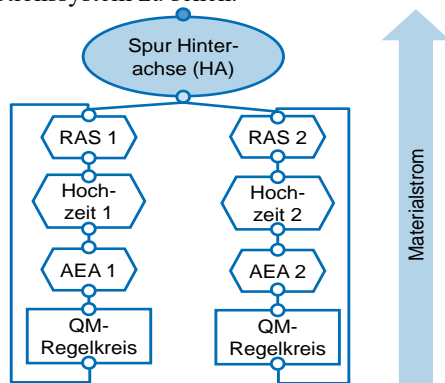 Spur Hinter-
achse (HA)
RAS 1
RAS 2
Hoch-
zeit 1
Hoch-
zeit 2
AEA 1
AEA 2
QM-
Regelkreis
QM-
Regelkreis
Materialstrom